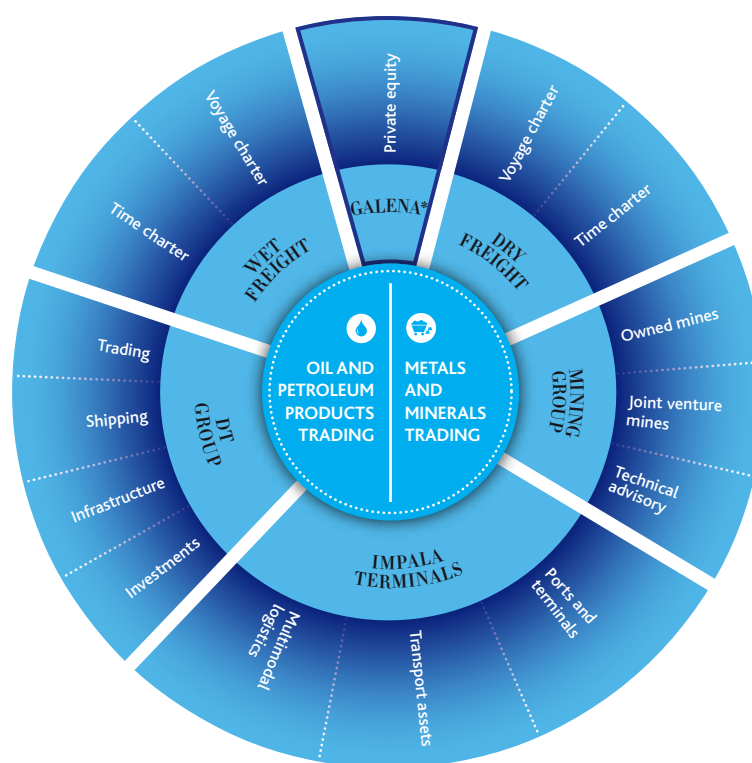 Private equity
GALENA*
Voyage charter
Time charter
DRY
FREIGHT
Owned mines
Joint venture
mines
Technical
advisory
MINING
GROUP
Ports and
terminals
Transport assets
Multimodal
logistics
IMPALA
TERMINALS
Investments
Infrastructure
Shipping
Trading
DT
GROUP
Time charter
Voyage charter
WET
FREIGHT
OIL AND
PETROLEUM
PRODUCTS
TRADING
METALS
AND
MINERALS
TRADING